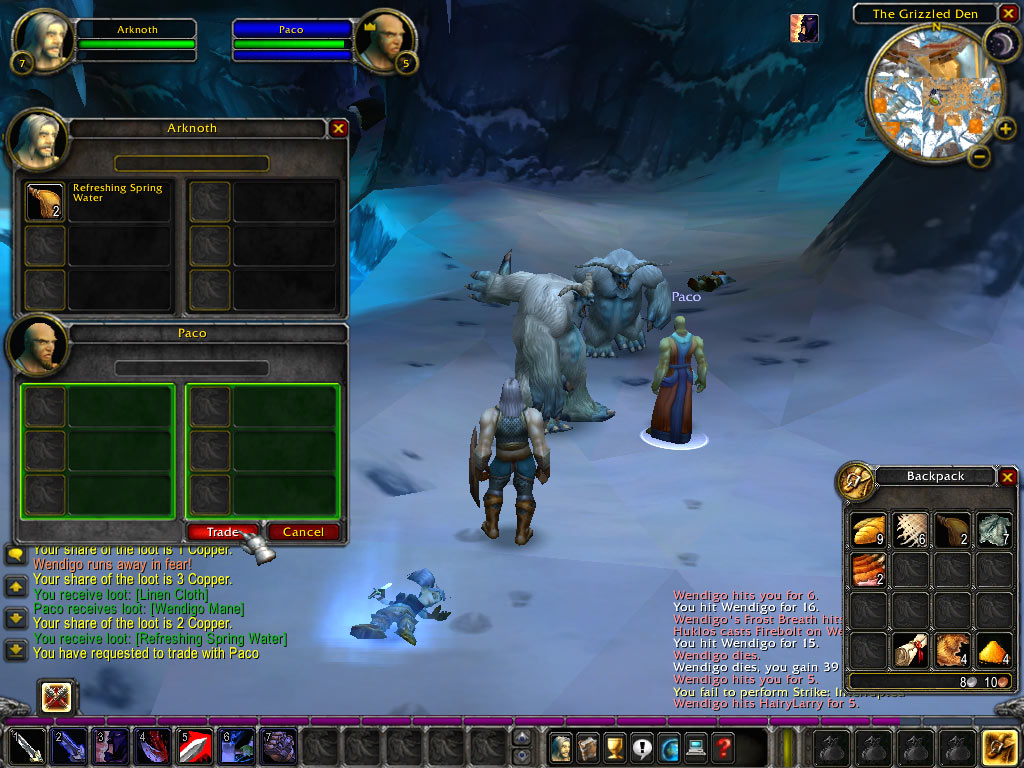 Arknoth
7
Paco
5
The Grizzled Den
N
Arknoth
Refreshing Spring
Water
2
Paco
Trade
Cancel
Paco
Backpack
9
6
2
7
2
4
4
8 10
Your share of the loot is 1 Copper.
Wendigo runs away in fear!
Your share of the loot is 3 Copper.
You receive loot: [Linen Cloth]
Paco receives loot: [Wendigo Mane]
Your share of the loot is 2 Copper.
You receive loot: [Refreshing Spring Water]
You have requested to trade with Paco
Wendigo hits you for 6.
You hit Wendigo for 16.
Wendigo's Frost Breath hit
Huklos casts Firebolt on We
You hit Wendigo for 15.
Wendigo dies.
Wendigo dies, you gain 39
Wendigo hits you for 5.
You fail to perform Strike: Interrupted
Wendigo hits HairyLarry for 5.
1 2 3 4 5 6 7